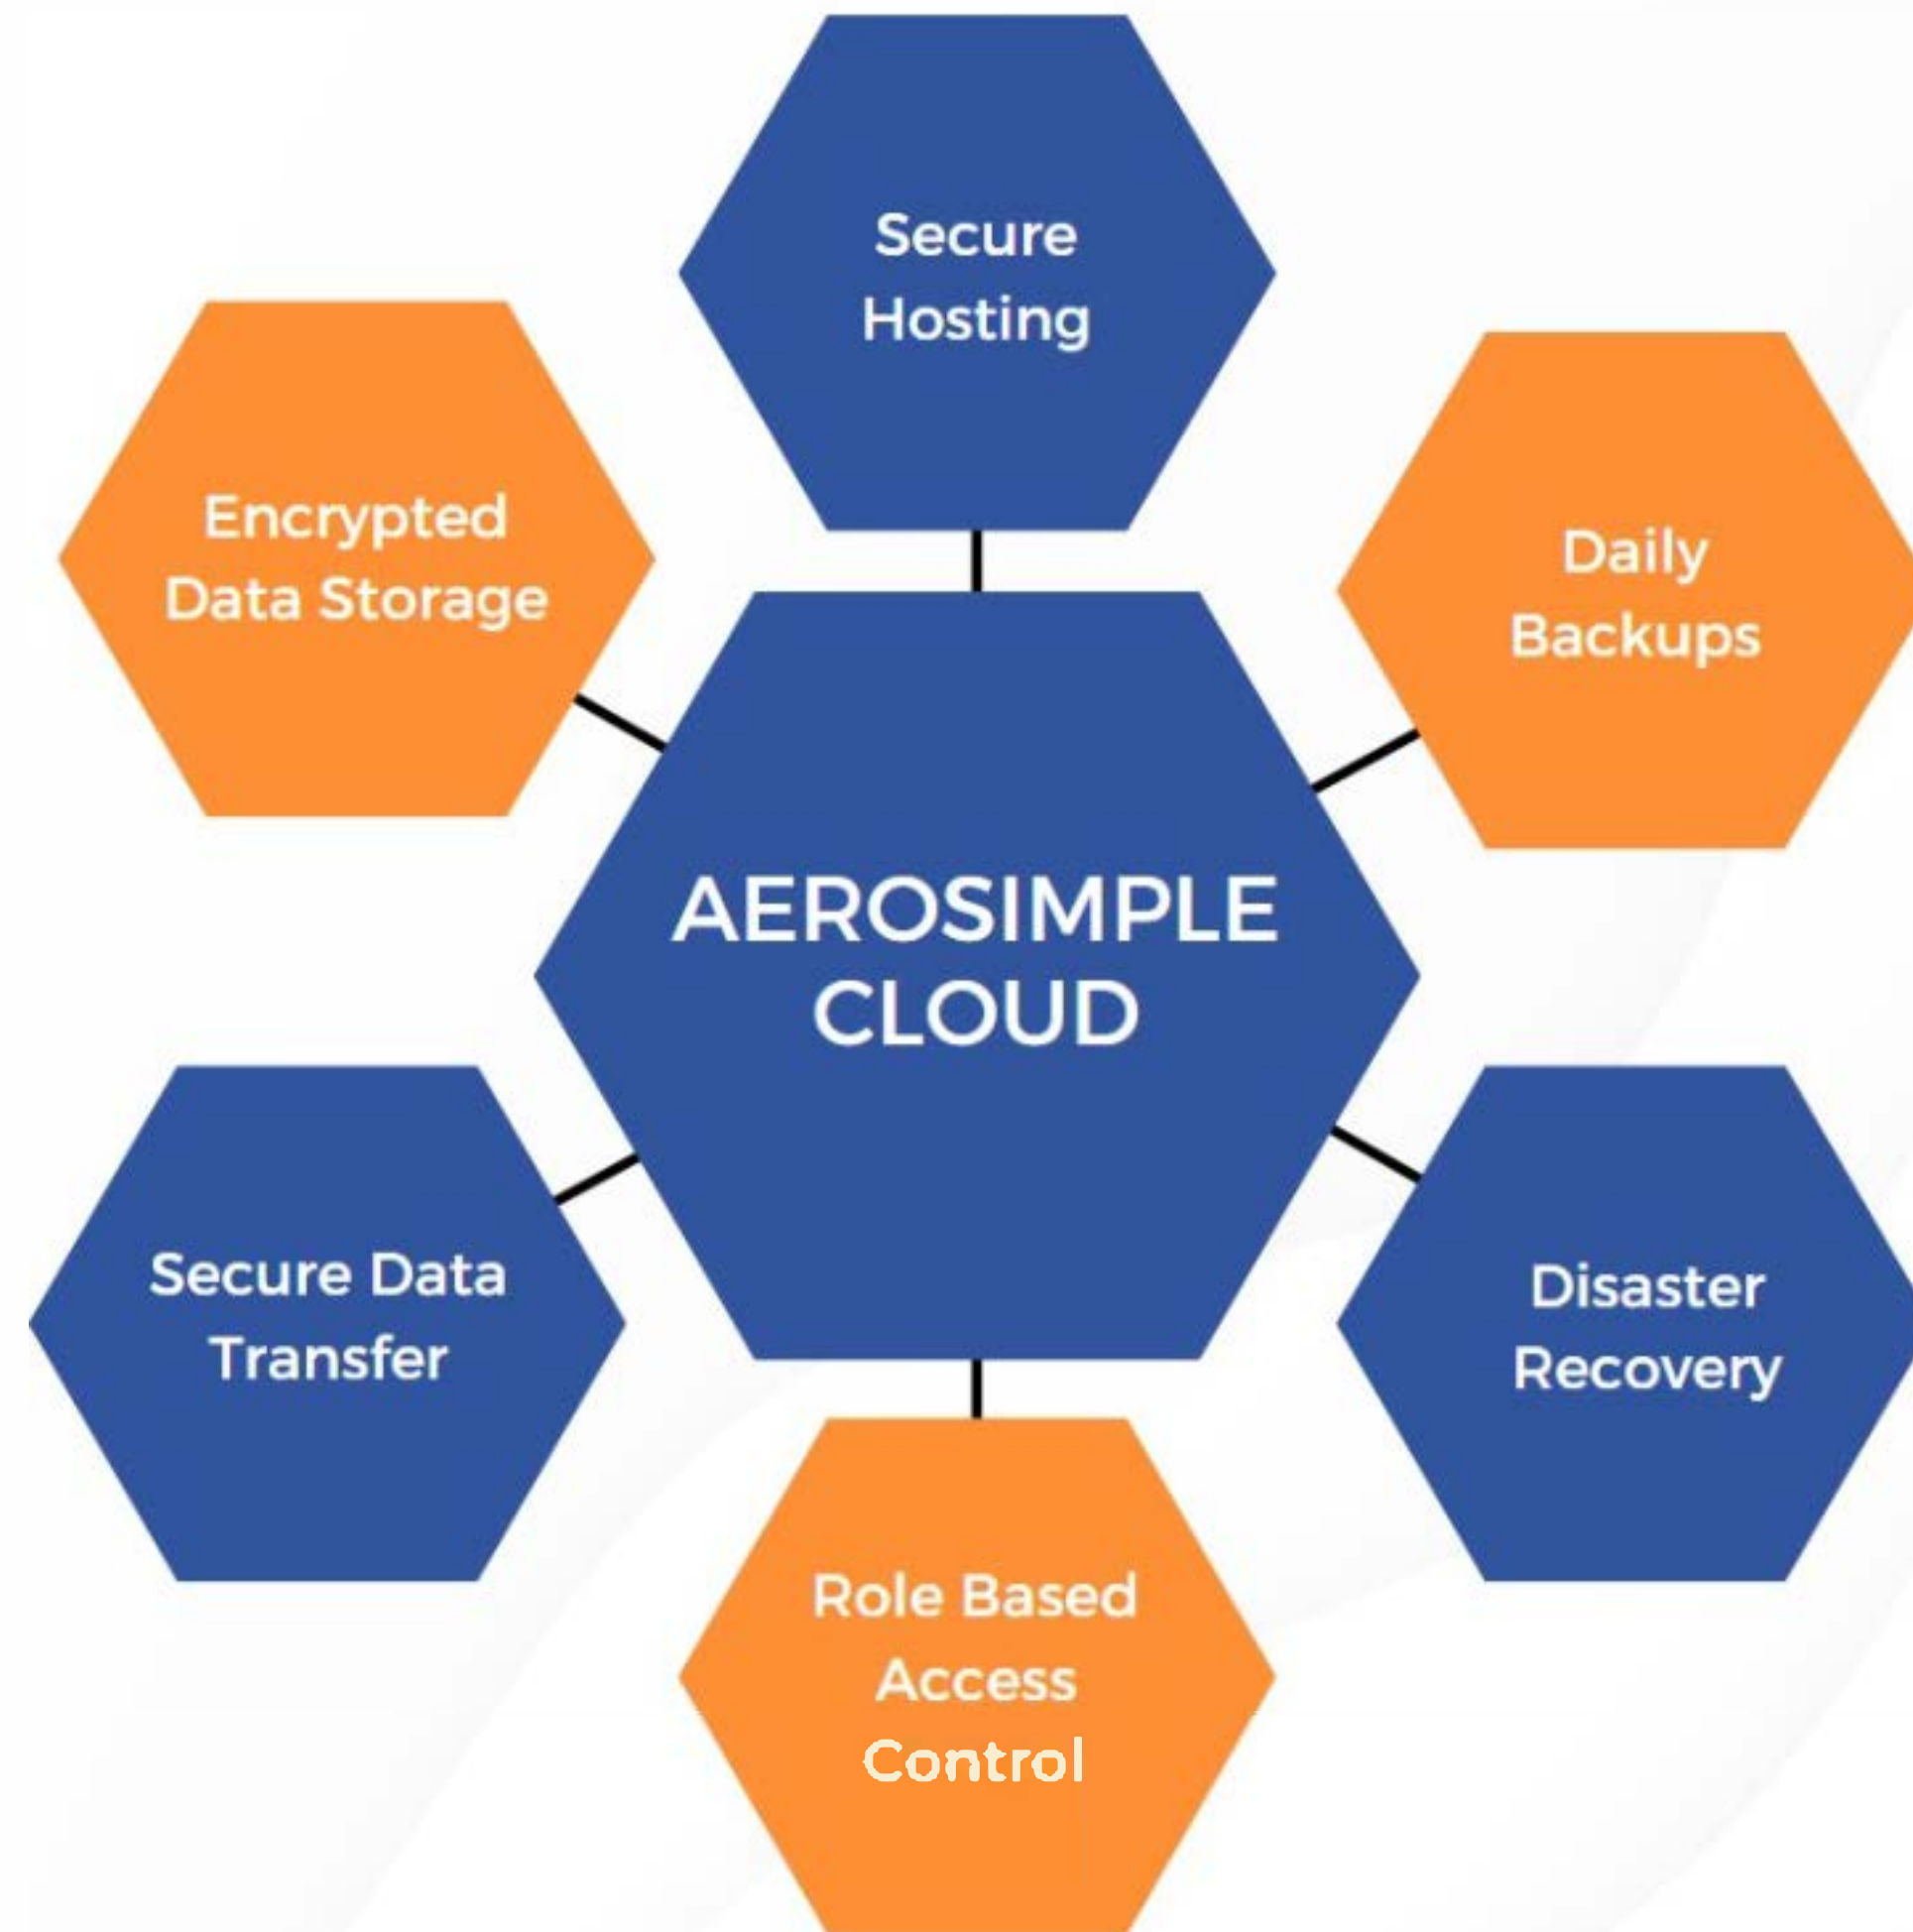 Secure
Hosting
Encrypted
Data Storage
Daily
Backups
AEROSIMPLE
CLOUD
Secure Data
Transfer
Disaster
Recovery
Role Based
Access
Control